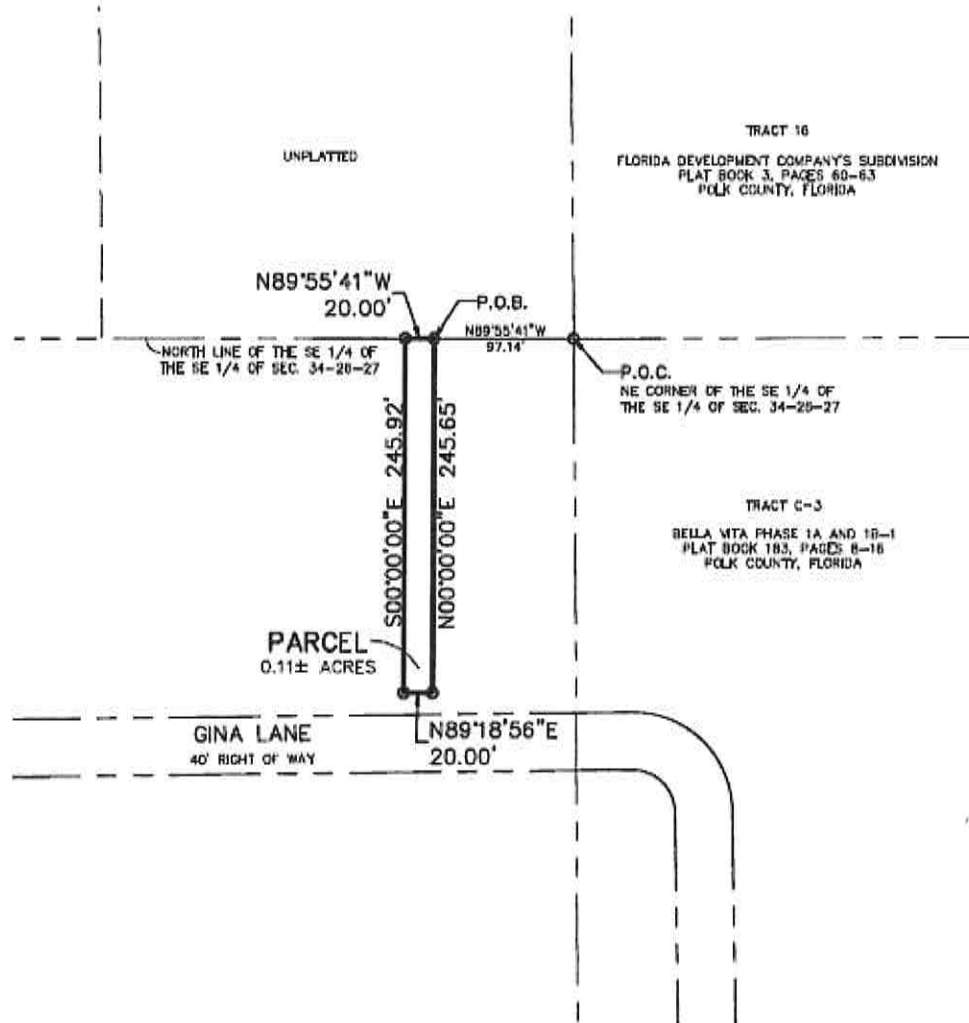 UNPLATTED
TRACT 16
FLORIDA DEVELOPMENT COMPANY'S SUBDIVISION
PLAT BOOK 3, PAGES 60-63
POLK COUNTY, FLORIDA
N89°55'41"W
20.00'
P.O.B.
N89°55'41"W
97.14'
NORTH LINE OF THE SE 1/4 OF
THE SE 1/4 OF SEC. 34-26-27
P.O.C.
NE CORNER OF THE SE 1/4 OF
THE SE 1/4 OF SEC. 34-26-27
S00°00'00"E 245.92'
N00°00'00"E 245.65'
TRACT C-3
BELLA VITA PHASE 1A AND 1B-1
PLAT BOOK 183, PAGES 8-16
POLK COUNTY, FLORIDA
PARCEL
0.11± ACRES
GINA LANE
40' RIGHT OF WAY
N89°18'56"E
20.00'